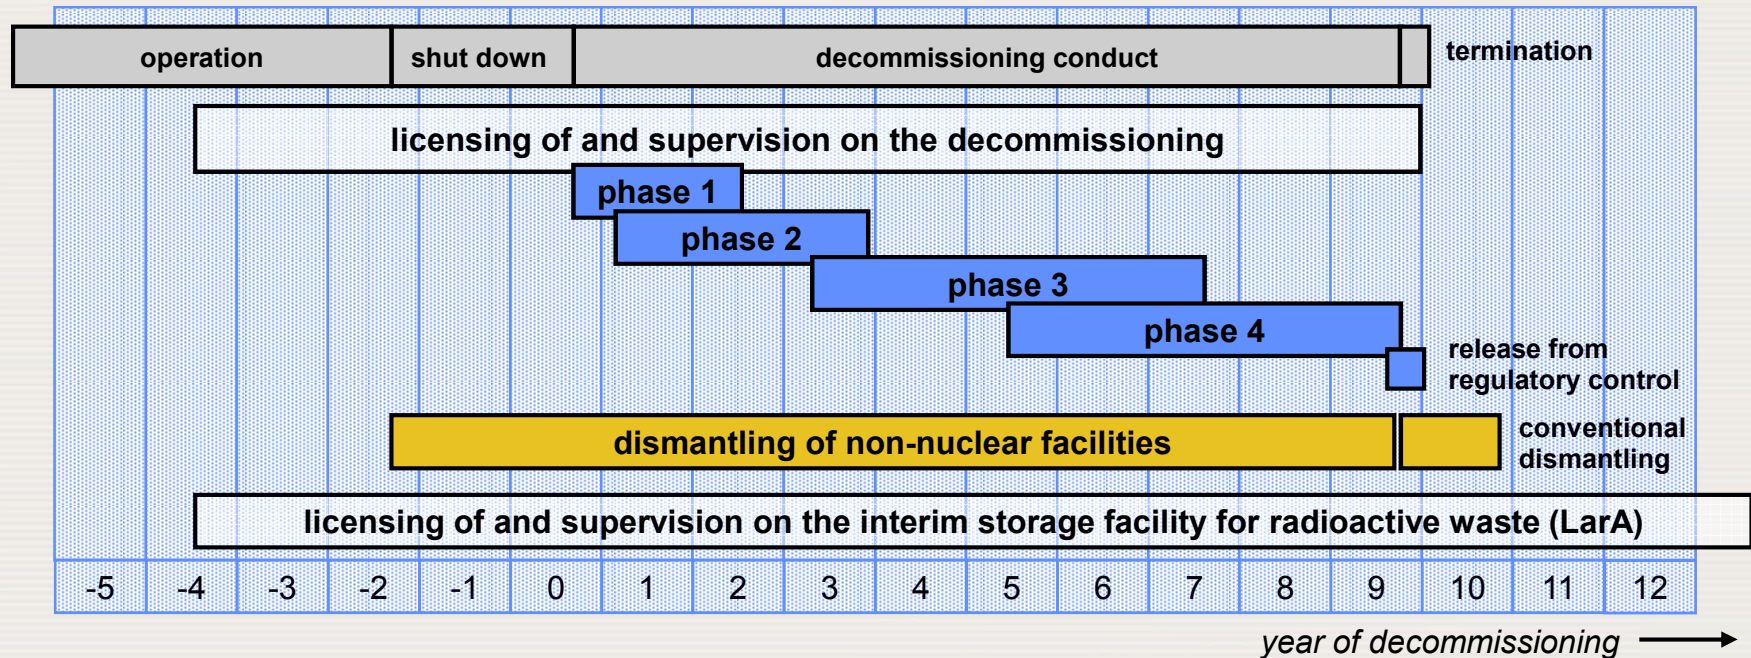 operation
shut down
decommissioning conduct
termination
licensing of and supervision on the decommissioning
phase 1
phase 2
phase 3
phase 4
release from
regulatory control
dismantling of non-nuclear facilities
conventional
dismantling
licensing of and supervision on the interim storage facility for radioactive waste (LarA)
-5 -4 -3 -2 -1 0 1 2 3 4 5 6 7 8 9 10 11 12
year of decommissioning